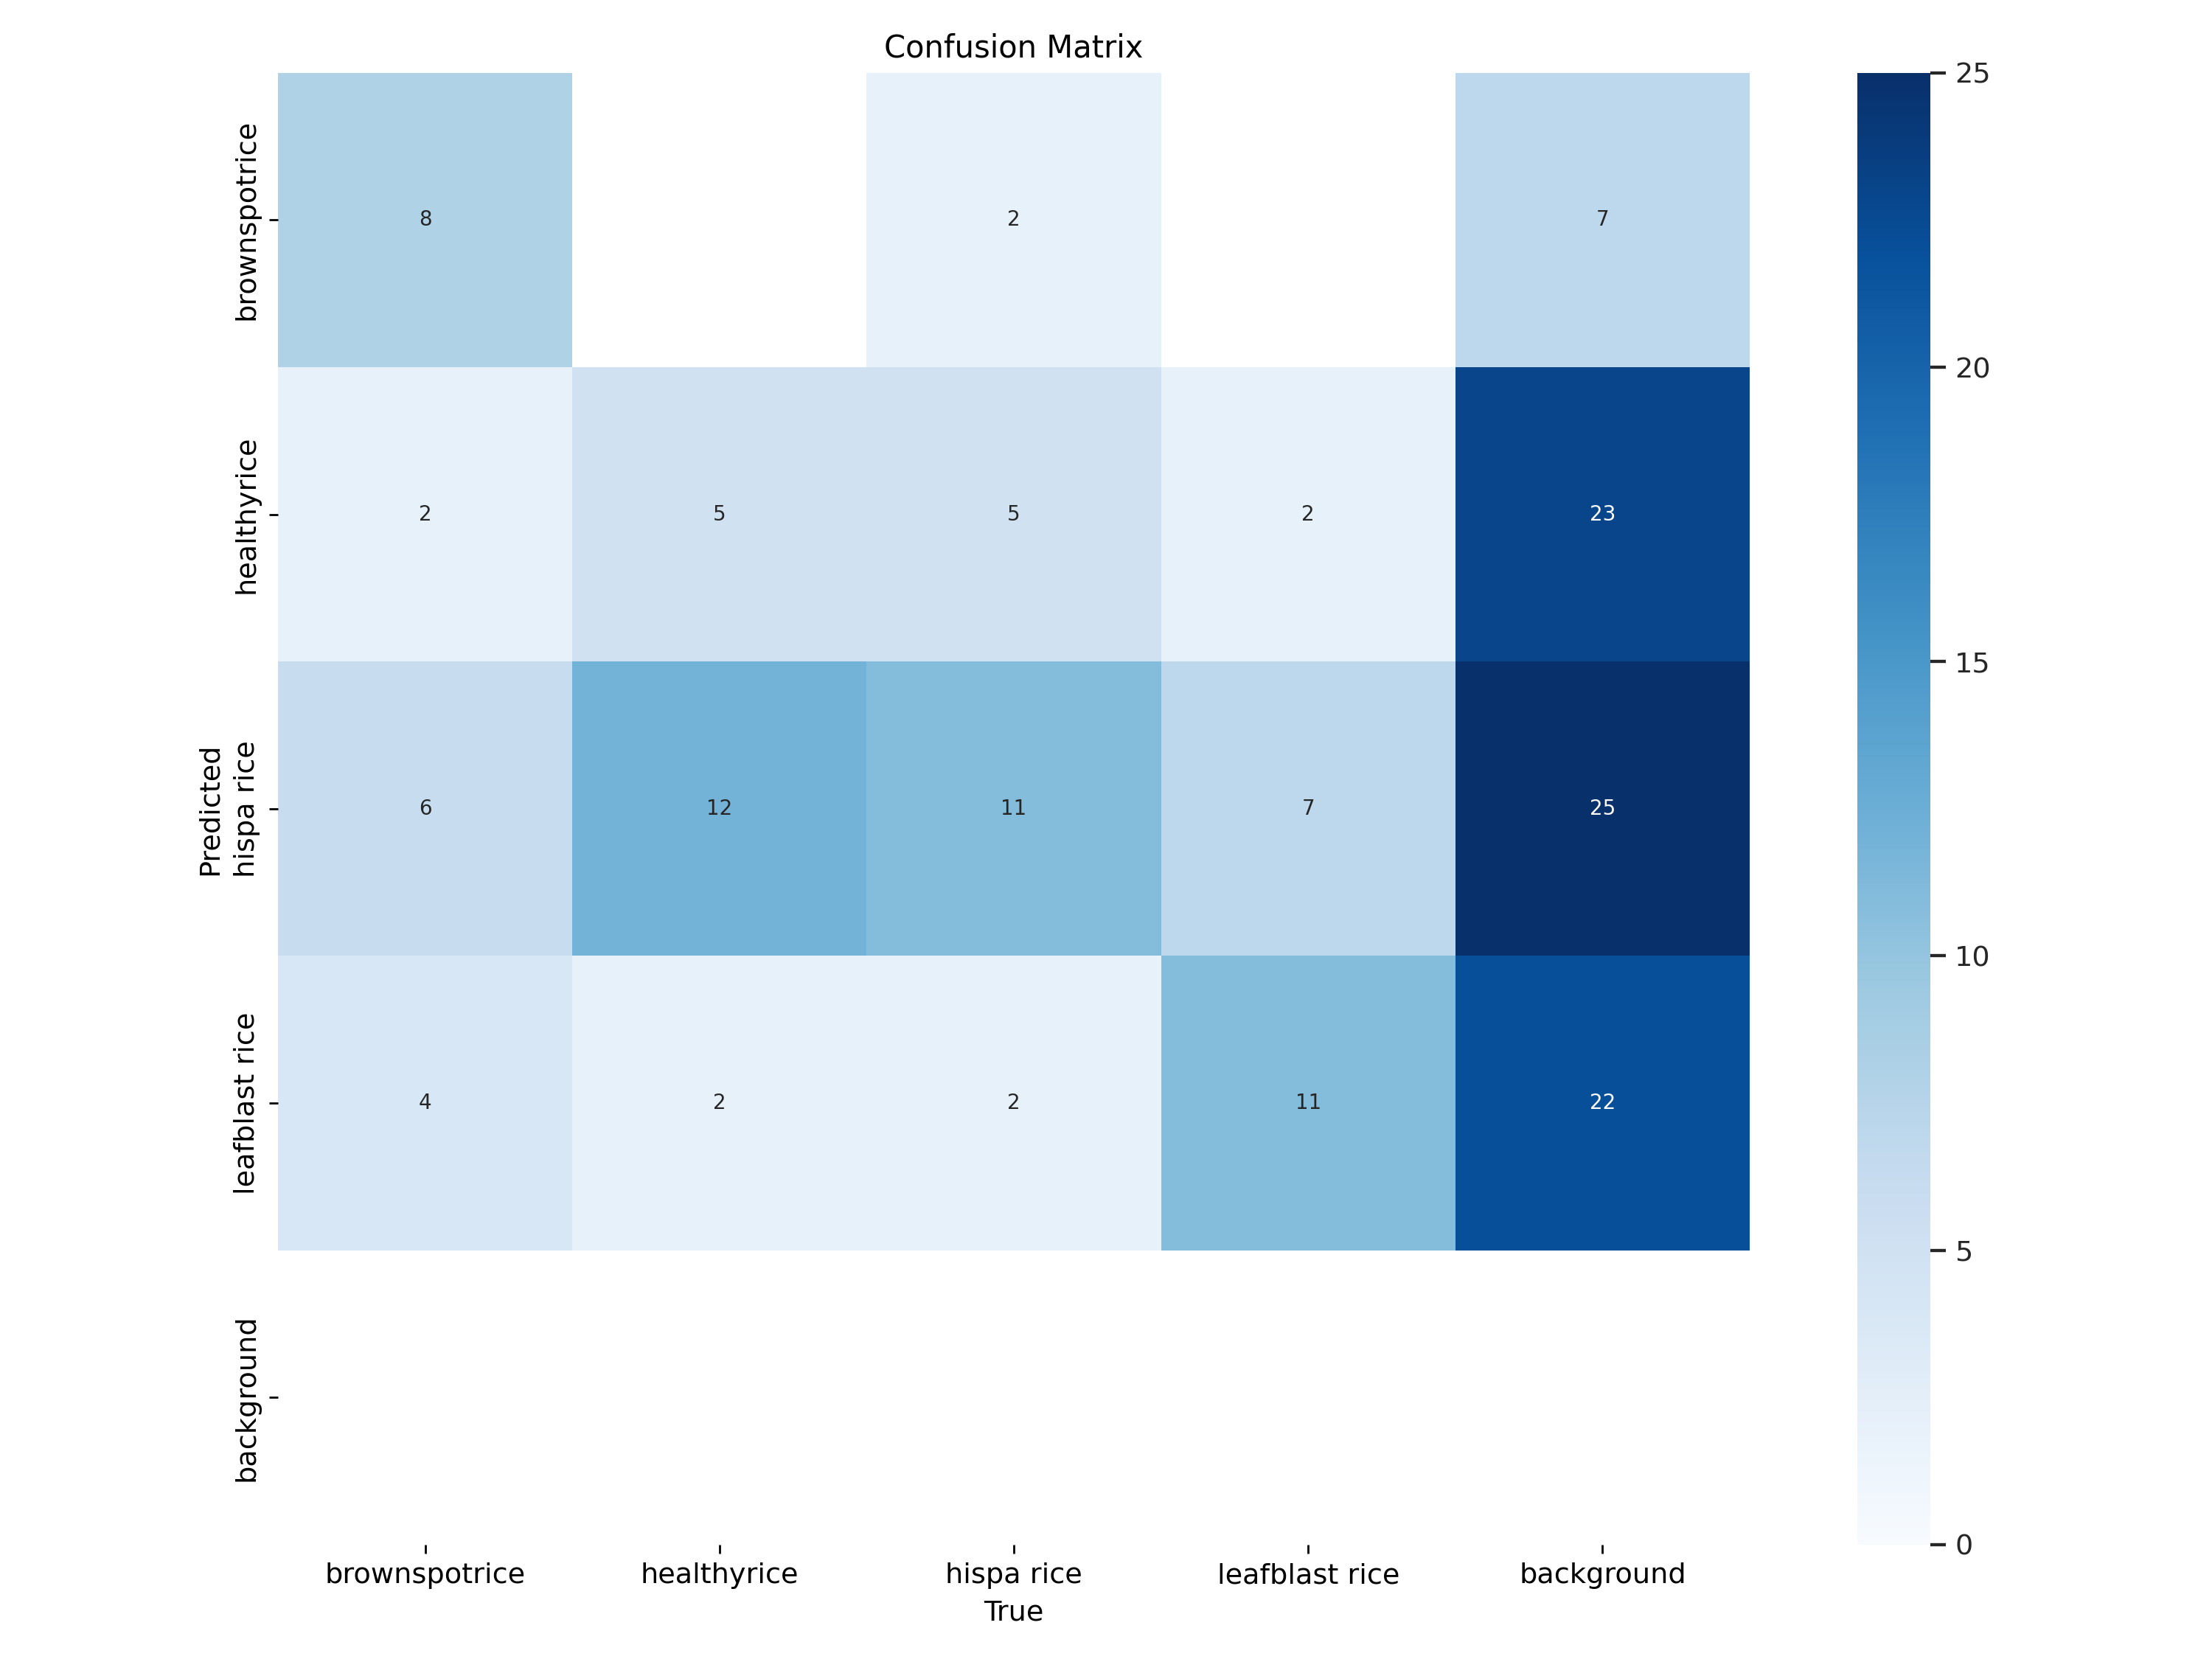 Confusion Matrix
brownspotrice
8
2
7
healthyrice
2
5
5
2
23
Predicted
hispa rice
6
12
11
7
25
leafblast rice
4
2
2
11
22
background
brownspotrice
healthyrice
hispa rice
leafblast rice
background
True
25
20
15
10
5
0